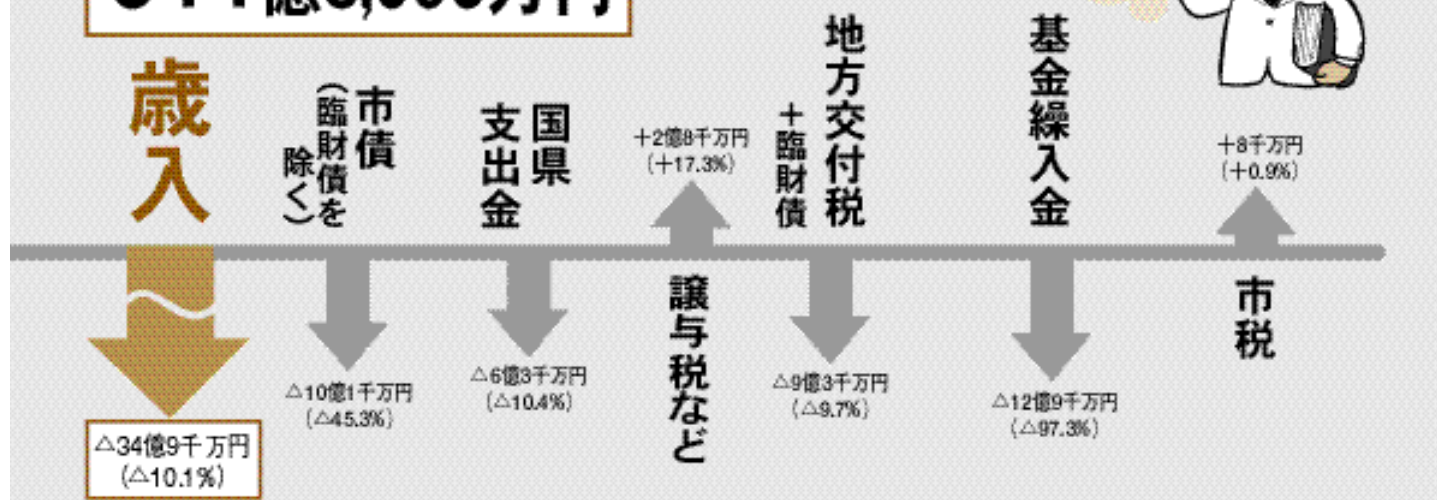 歳入
△34億9千万円
（△10.1%）
市債
（臨財債を
除く）
△10億1千万円
（△45.3%）
国県
支出金
△6億3千万円
（△10.4%）
＋2億8千万円
（＋17.3%）
譲与税など
地方交付税
＋臨財債
△9億3千万円
（△9.7%）
基金繰入金
△12億9千万円
（△97.3%）
＋8千万円
（＋0.9%）
市税